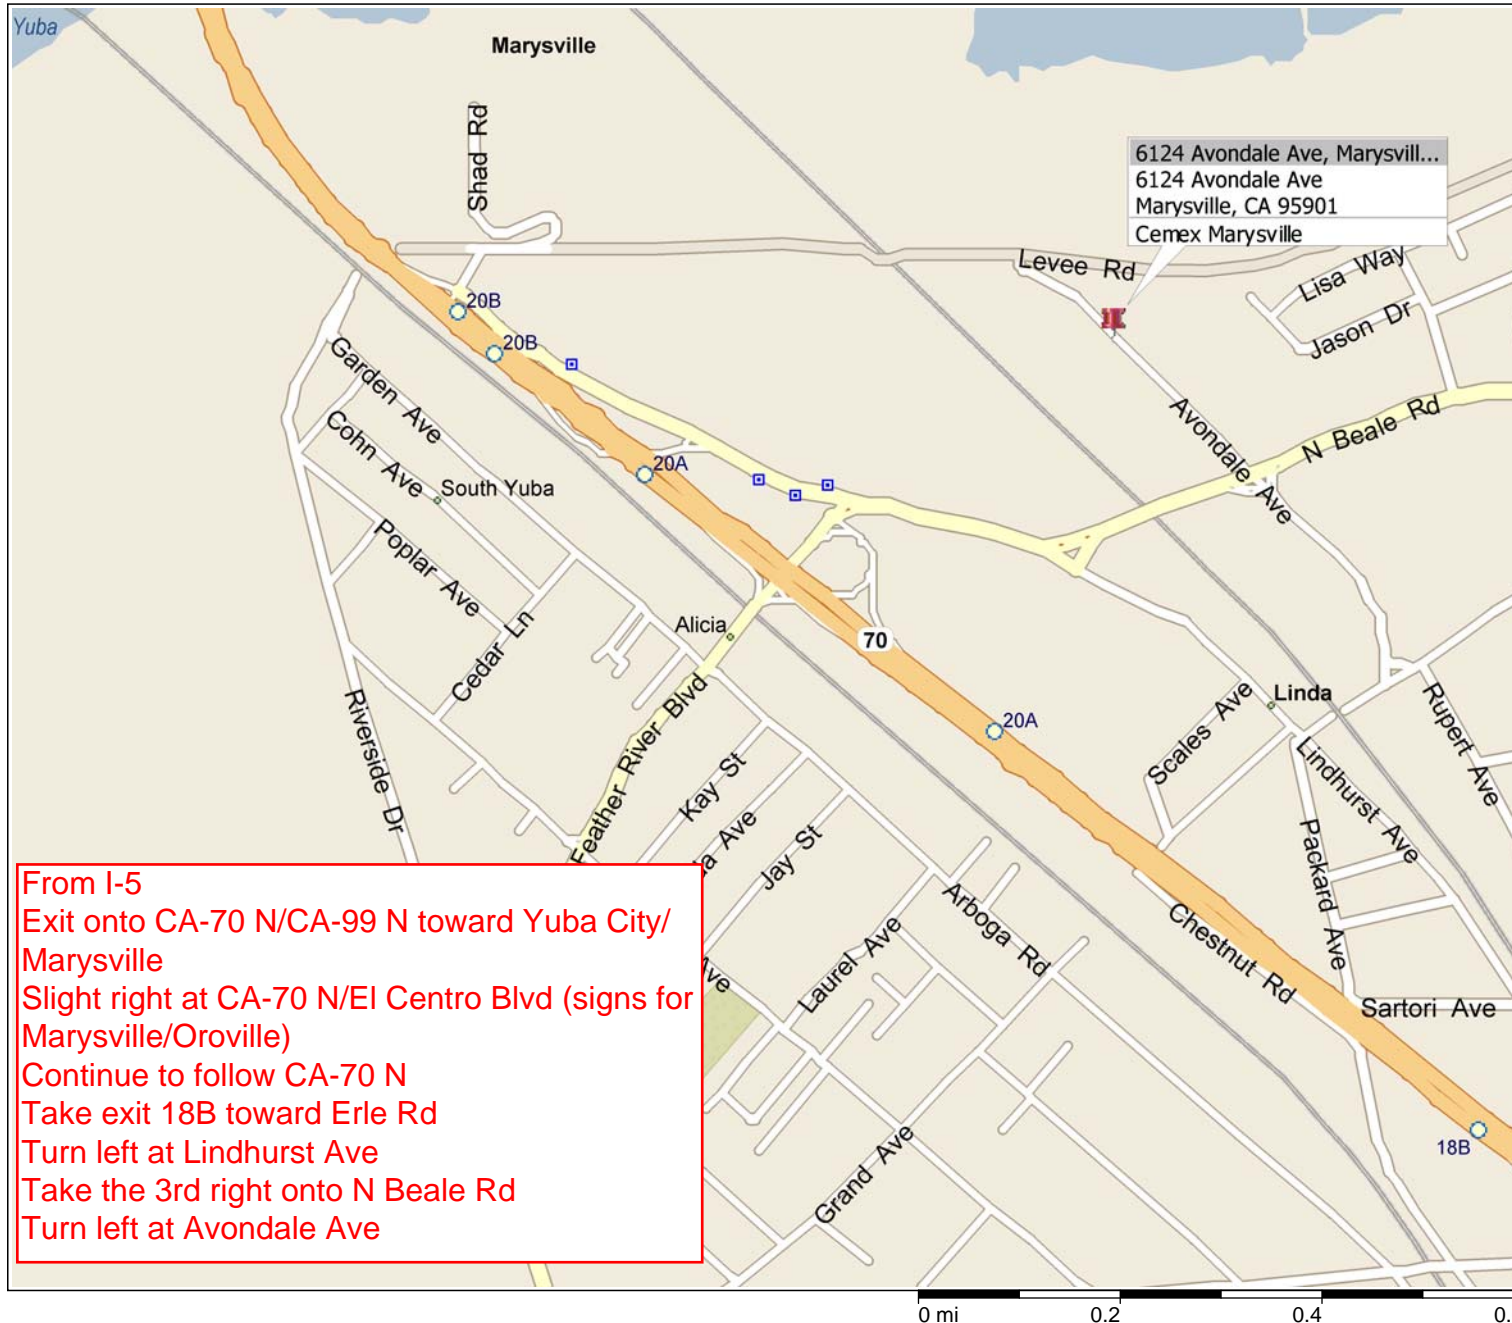 Yuba
Marysville
Shad Rd
6124 Avondale Ave, Marysvill...
6124 Avondale Ave
Marysville, CA 95901
Cemex Marysville
Levee Rd
Lisa Way
Jason Dr
20B
20B
Garden Ave
Avondale Ave
N Beale Rd
Cohn Ave
South Yuba
20A
Poplar Ave
Cedar Ln
Alicia
70
Riverside Dr
Feather River Blvd
Scales Ave
Linda
Rupert Ave
20A
Kay St
Lindhurst Ave
Jay St
Packard Ave
Arboga Rd
Laurel Ave
Chestnut Rd
Sartori Ave
Ave
Grand Ave
18B
From I-5
Exit onto CA-70 N/CA-99 N toward Yuba City/
Marysville
Slight right at CA-70 N/El Centro Blvd (signs for
Marysville/Oroville)
Continue to follow CA-70 N
Take exit 18B toward Erle Rd
Turn left at Lindhurst Ave
Take the 3rd right onto N Beale Rd
Turn left at Avondale Ave
0 mi 0.2 0.4